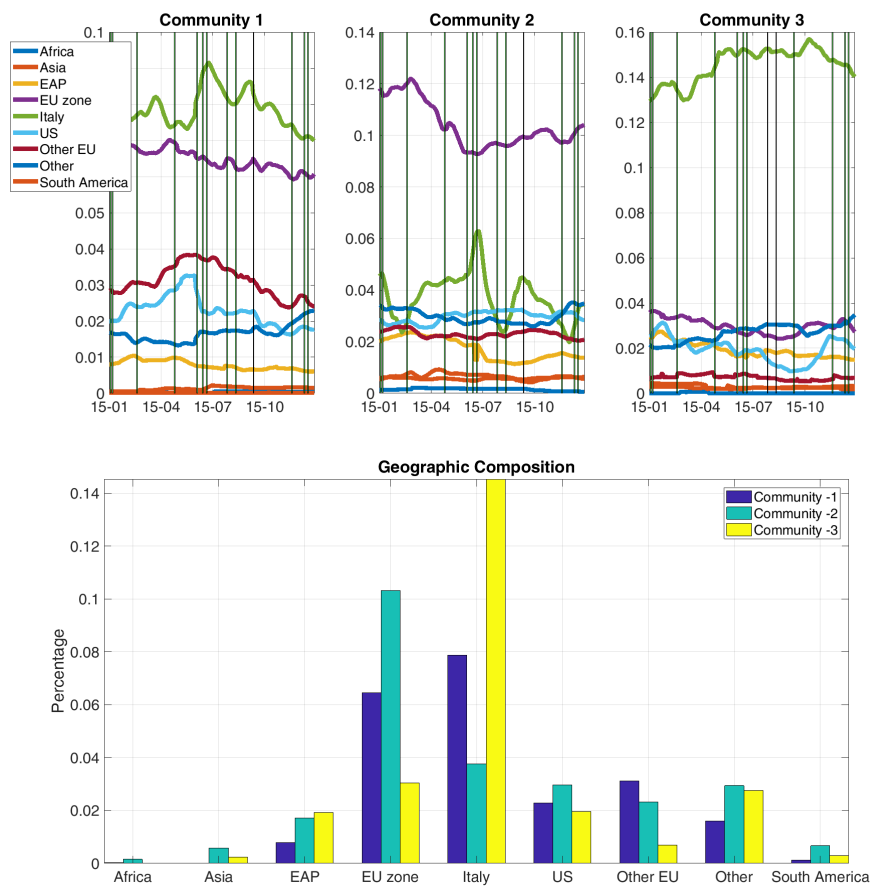 Community 1
Community 2
Community 3
0.1
0.05
0.04
0.03
0.02
0.01
0
15-01
15-04
15-07
15-10
Africa
Asia
EAP
EU zone
Italy
US
Other EU
Other
South America
0.14
0.12
0.1
0.08
0.06
0.04
0.02
0
15-01
15-04
15-07
15-10
0.16
0.14
0.12
0.1
0.08
0.06
0.04
0.02
0
15-01
15-04
15-07
15-10
Geographic Composition
Percentage
0.14
0.12
0.1
0.08
0.06
0.04
0.02
0
Community -1
Community -2
Community -3
Africa
Asia
EAP
EU zone
Italy
US
Other EU
Other
South America